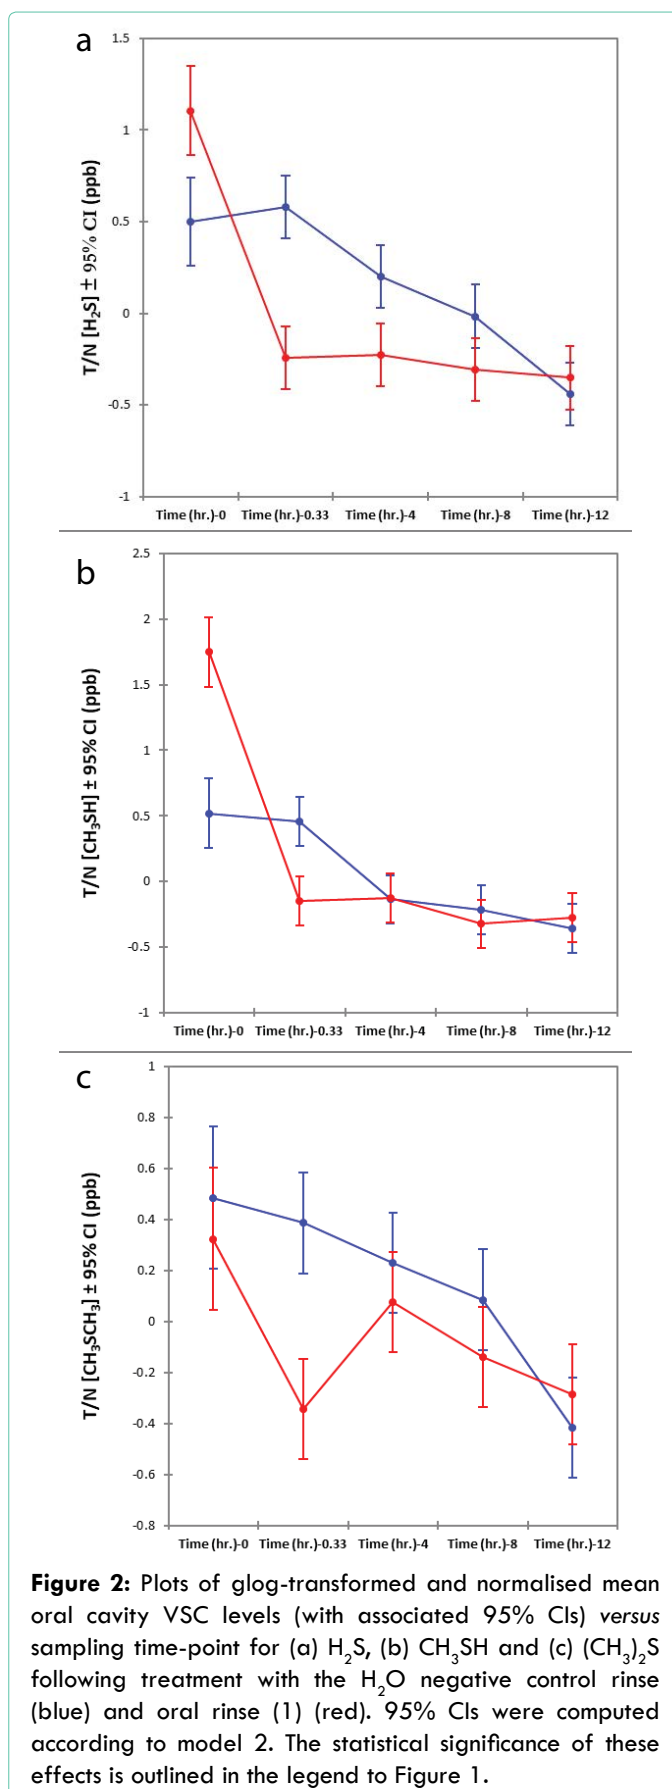 a
1.5
1
0.5
0
-0.5
-1
T/N [H₂S] ± 95% CI (ppb)
Time (hr.)-0 Time (hr.)-0.33 Time (hr.)-4 Time (hr.)-8 Time (hr.)-12
b
2.5
2
1.5
1
0.5
0
-0.5
-1
T/N [CH₃SH] ± 95% CI (ppb)
Time (hr.)-0 Time (hr.)-0.33 Time (hr.)-4 Time (hr.)-8 Time (hr.)-12
c
1
0.8
0.6
0.4
0.2
0
-0.2
-0.4
-0.6
-0.8
T/N [CH₃SCH₃] ± 95% CI (ppb)
Time (hr.)-0 Time (hr.)-0.33 Time (hr.)-4 Time (hr.)-8 Time (hr.)-12
Figure 2: Plots of glog-transformed and normalised mean
oral cavity VSC levels (with associated 95% CIs) versus
sampling time-point for (a) H₂S, (b) CH₃SH and (c) (CH₃)₂S
following treatment with the H₂O negative control rinse
(blue) and oral rinse (1) (red). 95% CIs were computed
according to model 2. The statistical significance of these
effects is outlined in the legend to Figure 1.